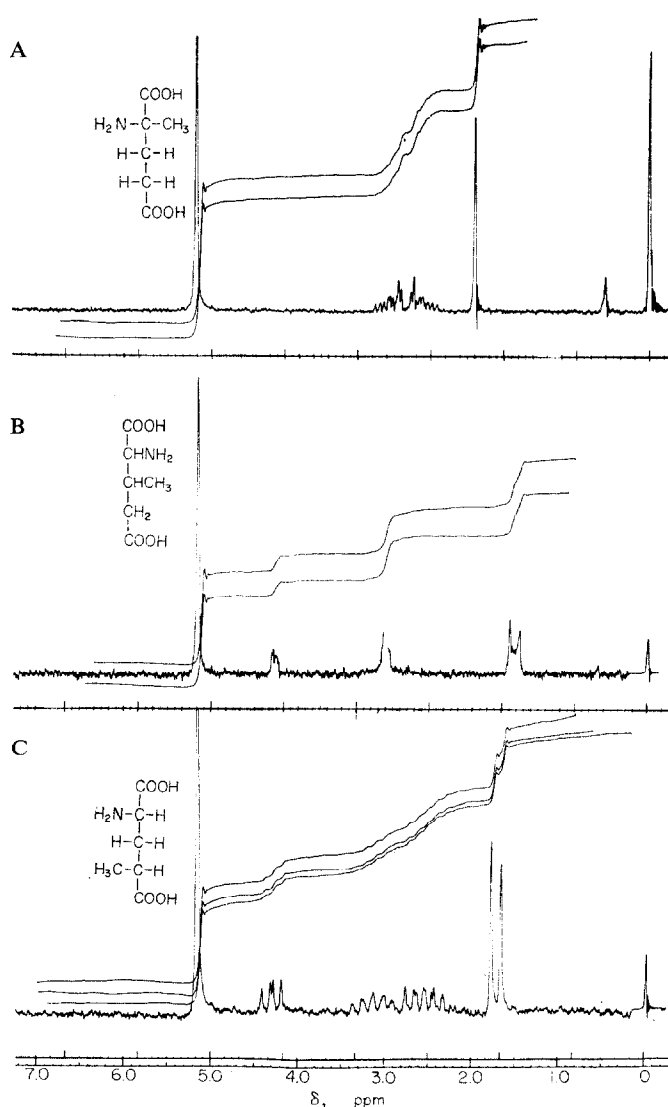 A
COOH
H₂N-C-CH₃
H-C-H
H-C-H
COOH
B
COOH
CHNH₂
CHCH₃
CH₂
COOH
C
COOH
H₂N-C-H
H-C-H
H₃C-C-H
COOH
7.0 6.0 5.0 4.0 3.0 2.0 1.0 0
ppm